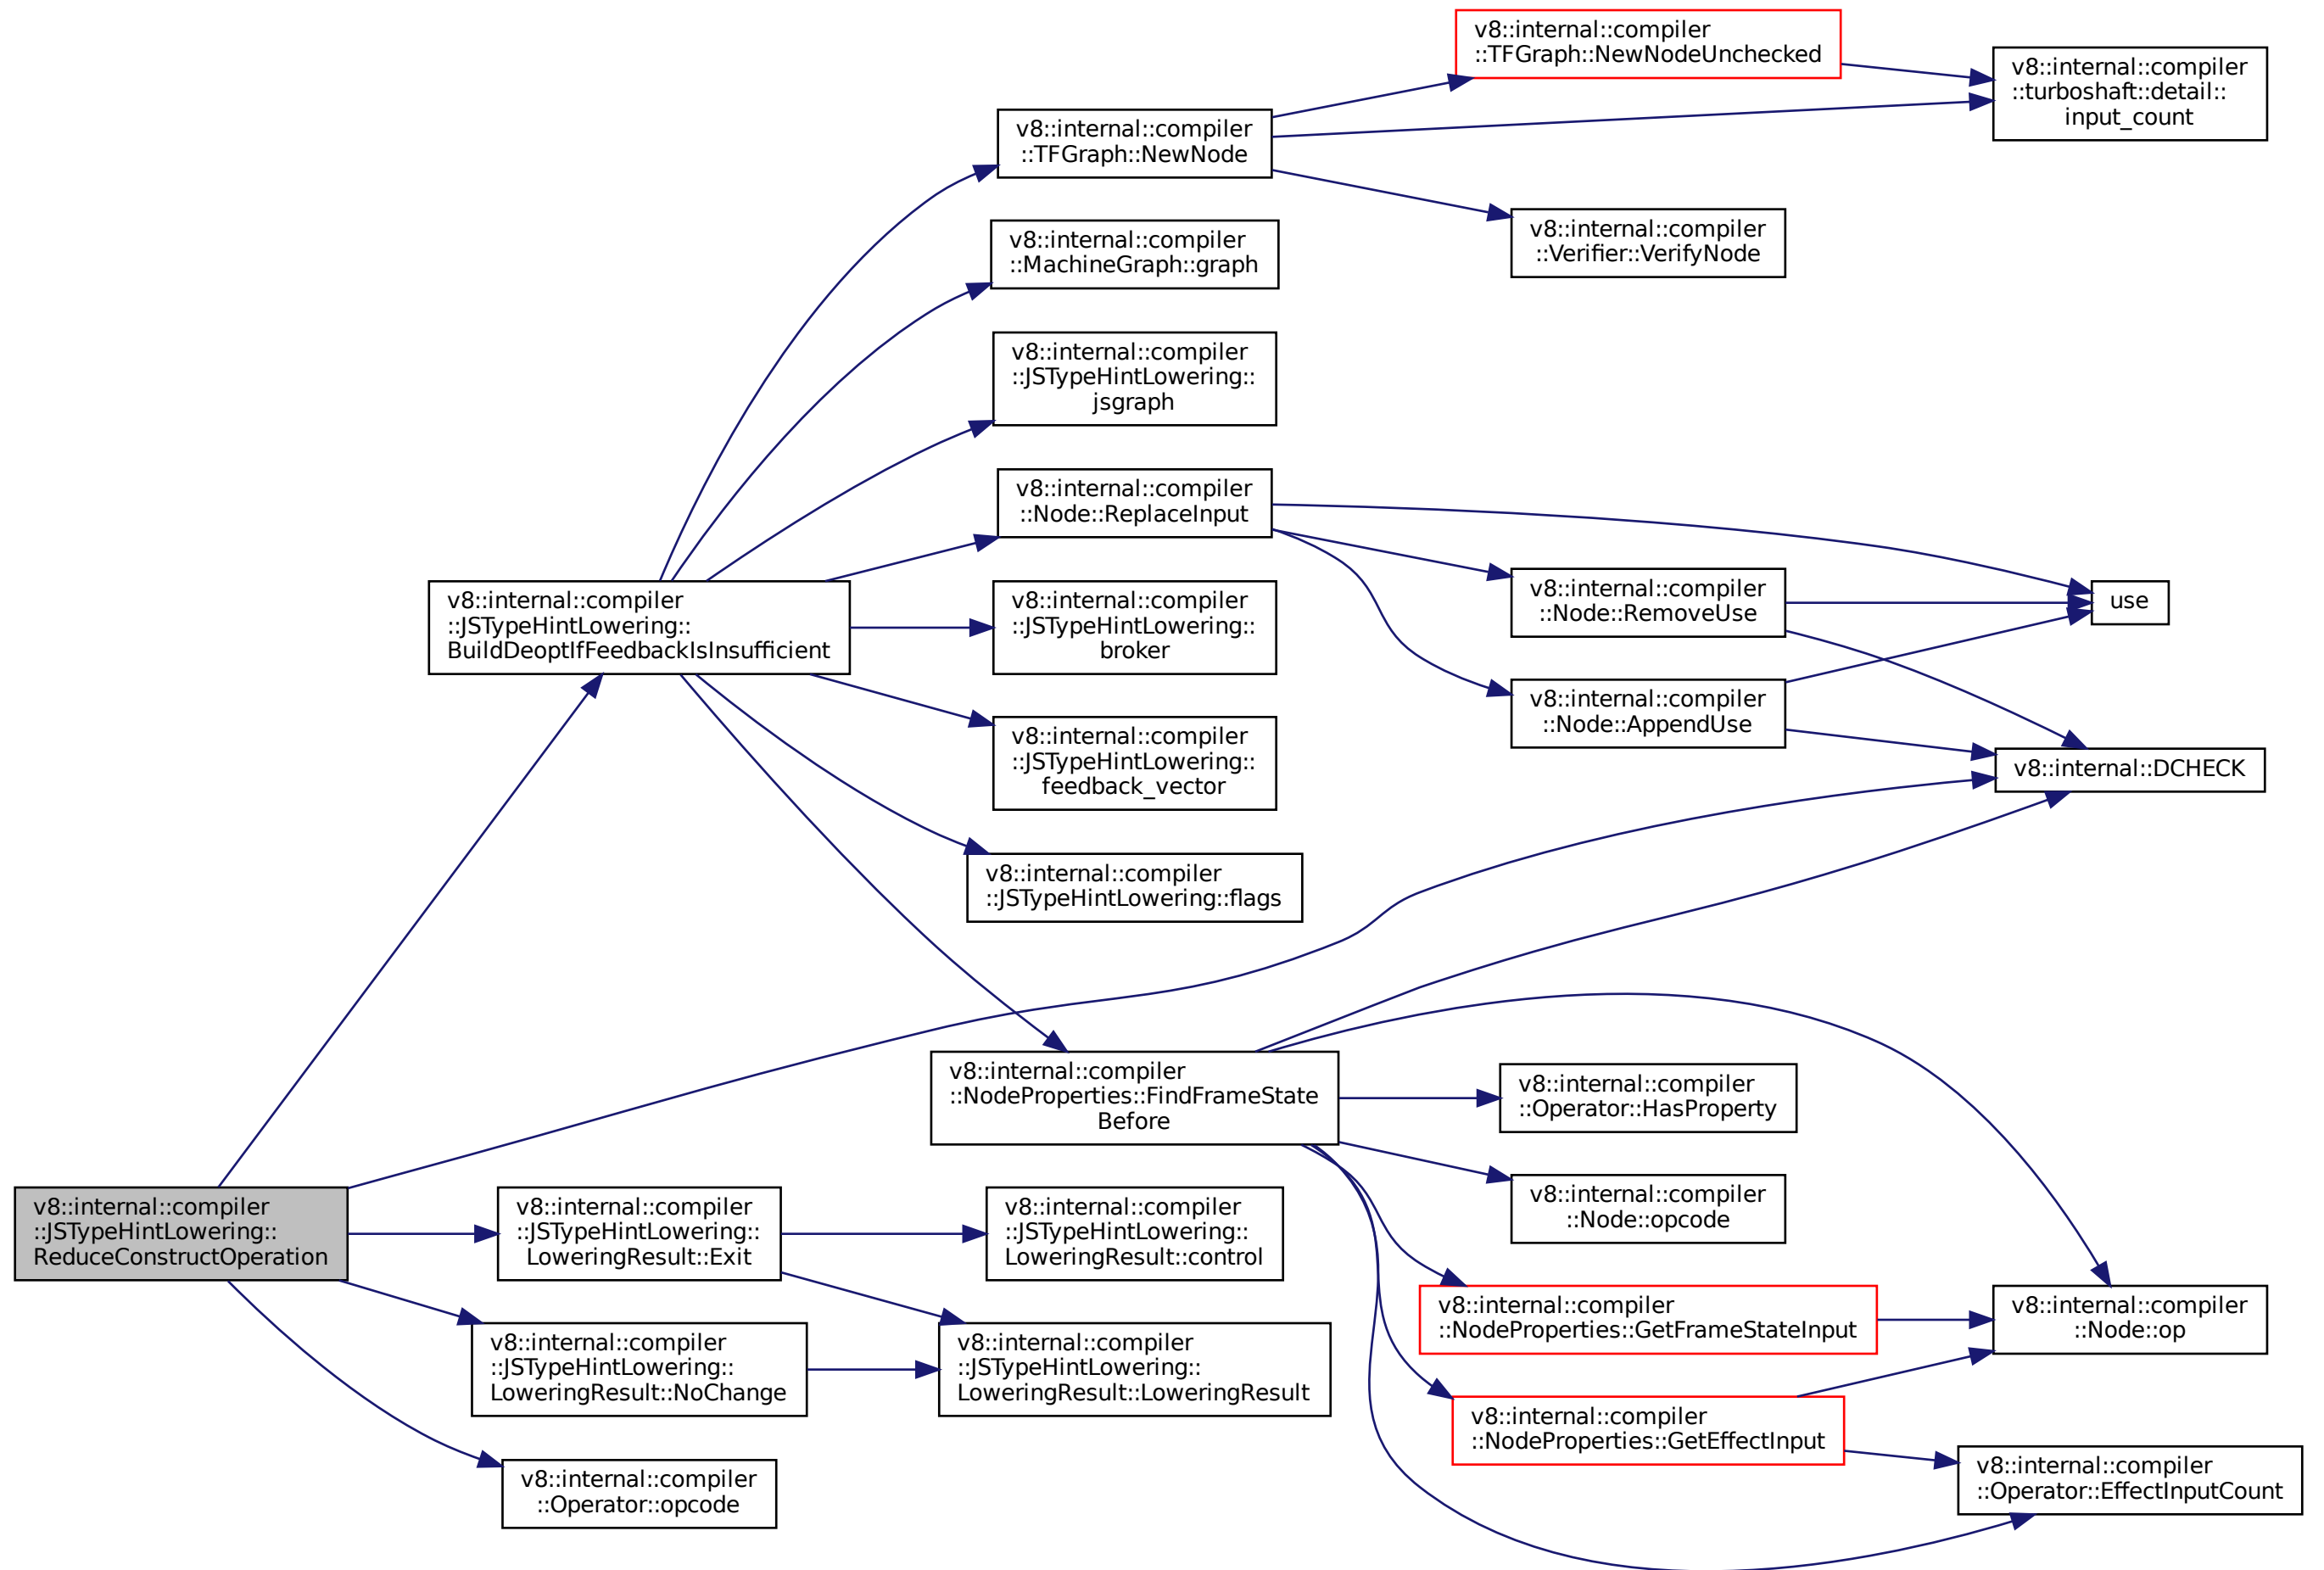 v8::internal::compiler
::TFGraph::NewNodeUnchecked
v8::internal::compiler
::turboshaft::detail::
input_count
v8::internal::compiler
::TFGraph::NewNode
v8::internal::compiler
::Verifier::VerifyNode
v8::internal::compiler
::MachineGraph::graph
v8::internal::compiler
::JSTypeHintLowering::
jsgraph
v8::internal::compiler
::Node::ReplaceInput
v8::internal::compiler
::JSTypeHintLowering::
BuildDeoptIfFeedbackIsInsufficient
v8::internal::compiler
::JSTypeHintLowering::
broker
v8::internal::compiler
::Node::RemoveUse
use
v8::internal::compiler
::Node::AppendUse
v8::internal::compiler
::JSTypeHintLowering::
feedback_vector
v8::internal::DCHECK
v8::internal::compiler
::JSTypeHintLowering::flags
v8::internal::compiler
::NodeProperties::FindFrameState
Before
v8::internal::compiler
::Operator::HasProperty
v8::internal::compiler
::Node::opcode
v8::internal::compiler
::JSTypeHintLowering::
ReduceConstructOperation
v8::internal::compiler
::JSTypeHintLowering::
LoweringResult::Exit
v8::internal::compiler
::JSTypeHintLowering::
LoweringResult::control
v8::internal::compiler
::NodeProperties::GetFrameStateInput
v8::internal::compiler
::Node::op
v8::internal::compiler
::JSTypeHintLowering::
LoweringResult::NoChange
v8::internal::compiler
::JSTypeHintLowering::
LoweringResult::LoweringResult
v8::internal::compiler
::NodeProperties::GetEffectInput
v8::internal::compiler
::Operator::EffectInputCount
v8::internal::compiler
::Operator::opcode